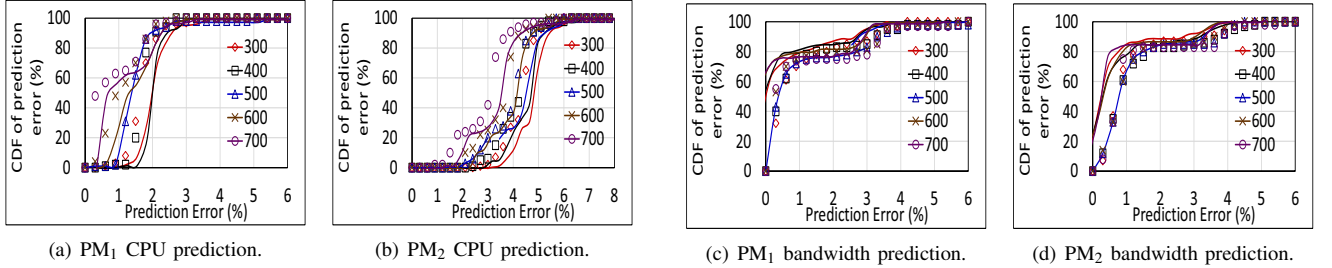 CDF of prediction
error (%)
100
80
60
40
20
0
300
400
500
600
700
0 1 2 3 4 5 6
Prediction Error (%)
(a) PM1 CPU prediction.
CDF of prediction
error (%)
100
80
60
40
20
0
300
400
500
600
700
0 1 2 3 4 5 6 7 8
Prediction Error (%)
(b) PM2 CPU prediction.
CDF of prediction
error (%)
100
80
60
40
20
0
300
400
500
600
700
0 1 2 3 4 5 6
Prediction Error (%)
(c) PM1 bandwidth prediction.
CDF of prediction
error (%)
100
80
60
40
20
0
300
400
500
600
700
0 1 2 3 4 5 6
Prediction Error (%)
(d) PM2 bandwidth prediction.